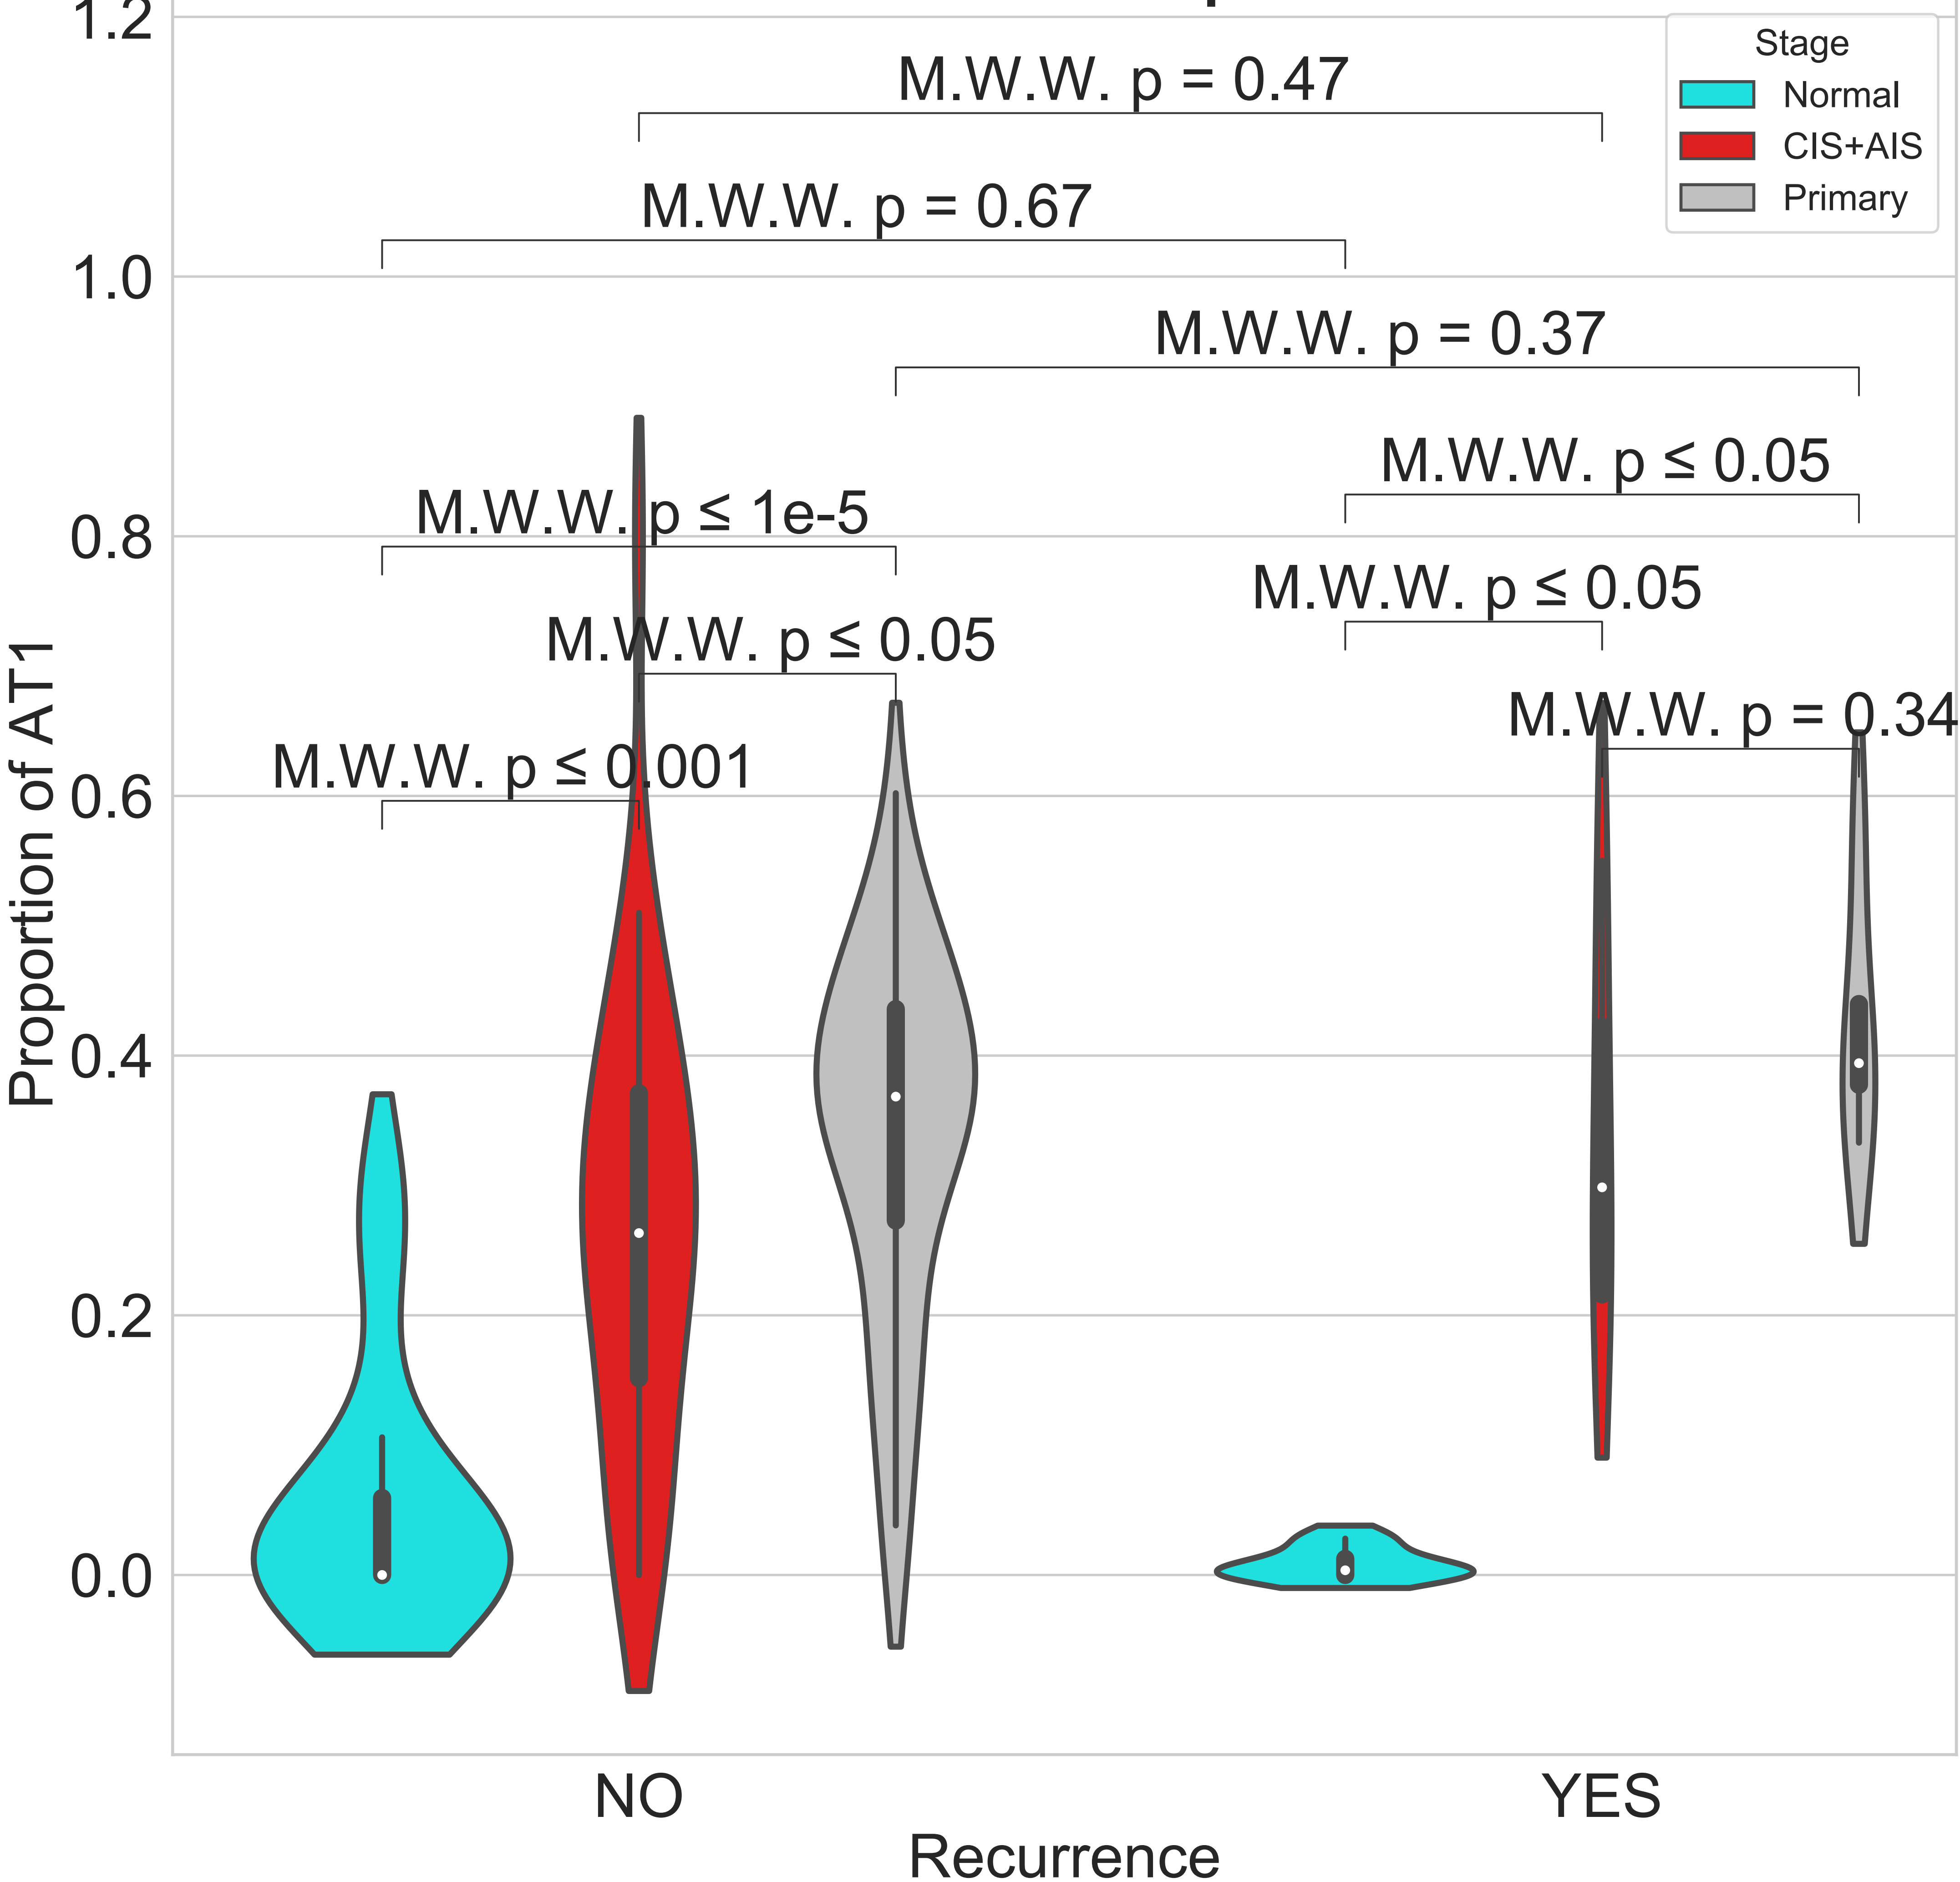 1.2
1.0
0.8
0.6
0.4
0.2
0.0
Proportion of AT1
Stage
Normal
CIS+AIS
Primary
M.W.W. p = 0.47
M.W.W. p = 0.67
M.W.W. p = 0.37
M.W.W. p ≤ 0.05
M.W.W. p ≤ 1e-5
M.W.W. p ≤ 0.05
M.W.W. p ≤ 0.05
M.W.W. p = 0.34
M.W.W. p ≤ 0.001
NO
YES
Recurrence